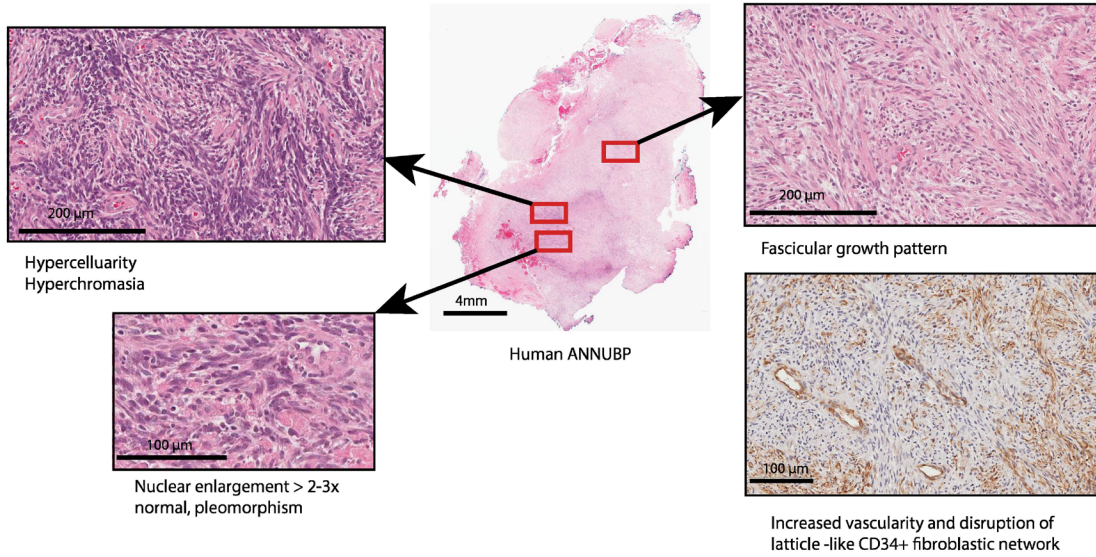 200 µm
Hypercelluarity
Hyperchromasia
100 µm
Nuclear enlargement > 2-3x
normal, pleomorphism
4mm
Human ANNUBP
200 µm
Fascicular growth pattern
100 µm
Increased vascularity and disruption of
latticle -like CD34+ fibroblastic network